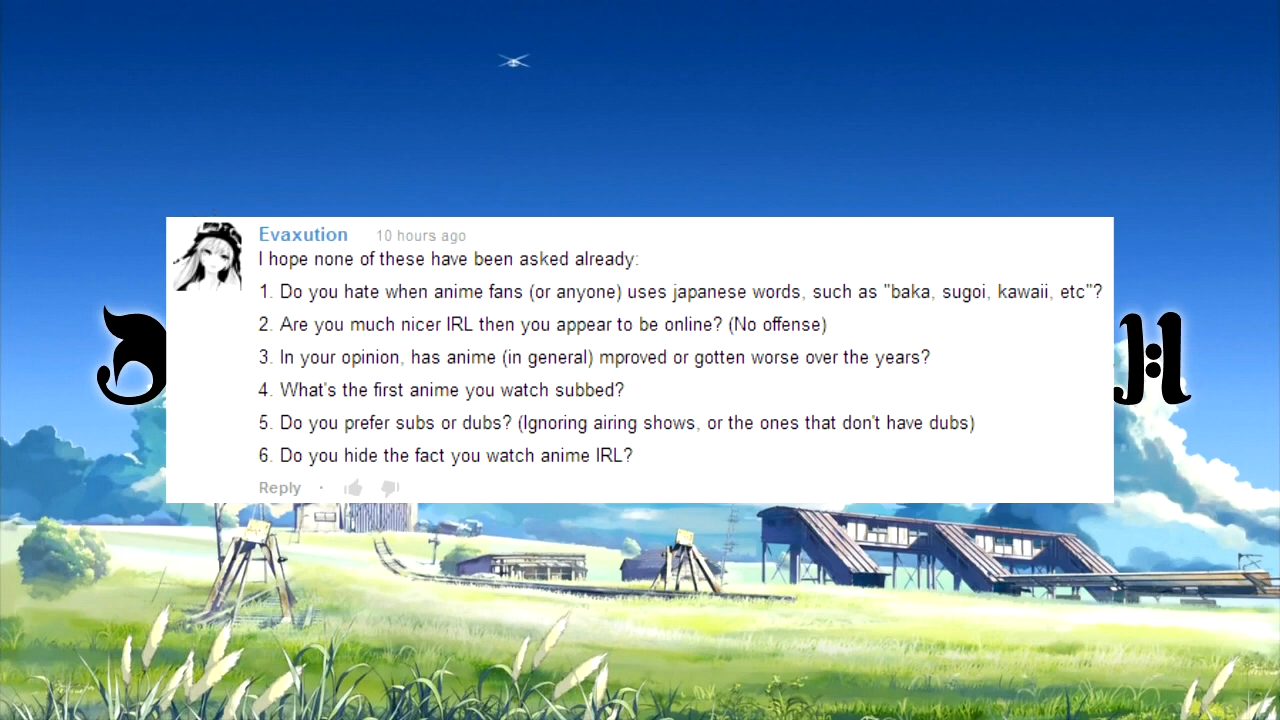 Evaxution 10 hours ago
I hope none of these have been asked already:
1. Do you hate when anime fans (or anyone) uses japanese words, such as "baka, sugoi, kawaii, etc"?
2. Are you much nicer IRL then you appear to be online? (No offense)
3. In your opinion, has anime (in general) mproved or gotten worse over the years?
4. What's the first anime you watch subbed?
5. Do you prefer subs or dubs? (Ignoring airing shows, or the ones that don't have dubs)
6. Do you hide the fact you watch anime IRL?
Reply ·